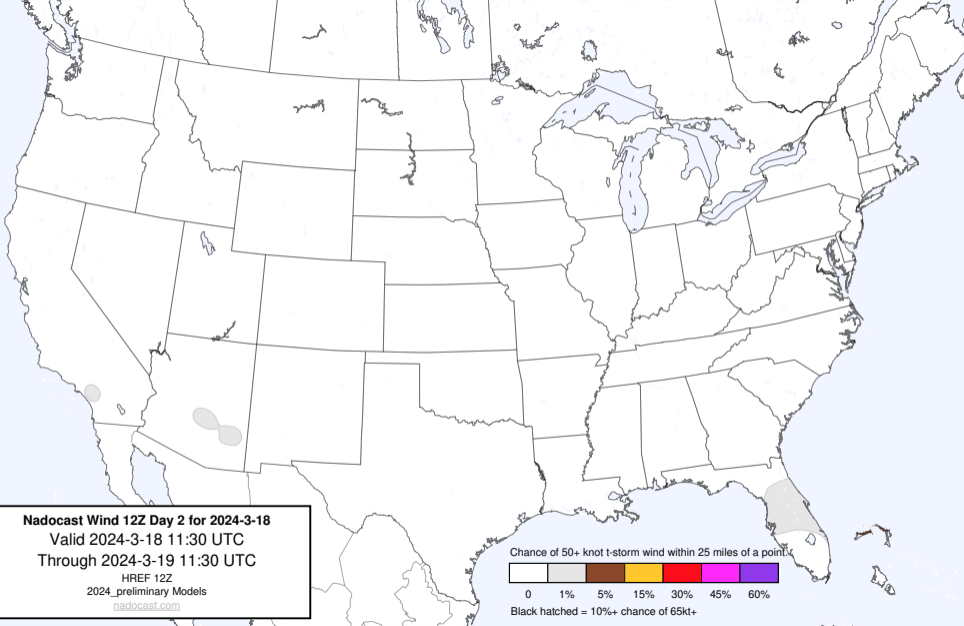 Nadocast Wind 12Z Day 2 for 2024-3-18
Valid 2024-3-18 11:30 UTC
Through 2024-3-19 11:30 UTC
HREF 12Z
2024_preliminary Models
nadocast.com
Chance of 50+ knot t-storm wind within 25 miles of a point.
0 1% 5% 15% 30% 45% 60%
Black hatched = 10%+ chance of 65kt+